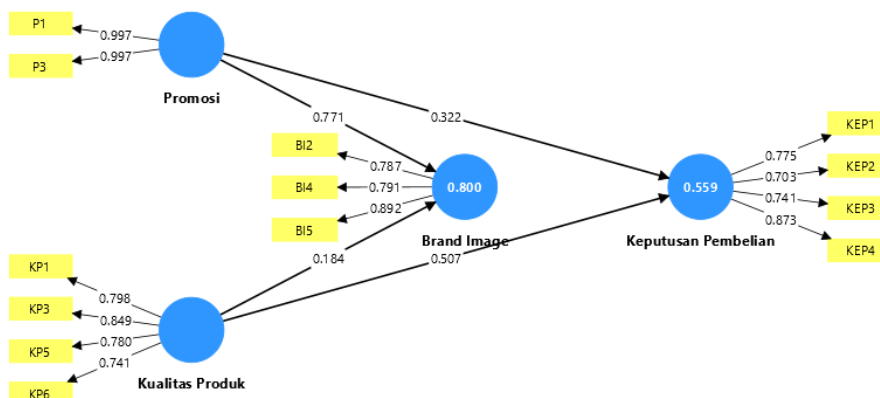 P1
0.997
P3
0.997
Promosi
0.771
0.322
BI2
0.787
BI4
0.791
BI5
0.892
0.800
Brand Image
KEP1
0.775
KEP2
0.703
KEP3
0.741
KEP4
0.873
0.559
Keputusan Pembelian
0.184
0.507
KP1
0.798
KP3
0.849
KP5
0.780
KP6
0.741
Kualitas Produk